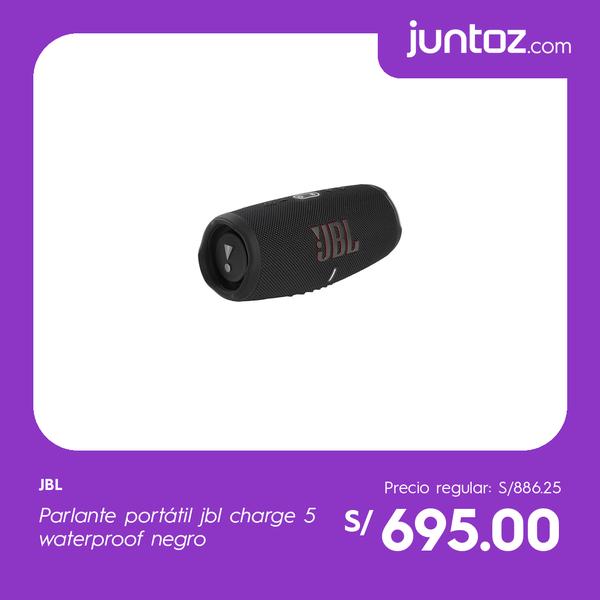 juntoz.com
JBL
JBL
Parlante portátil jbl charge 5
waterproof negro
Precio regular: S/886.25
S/ 695.00